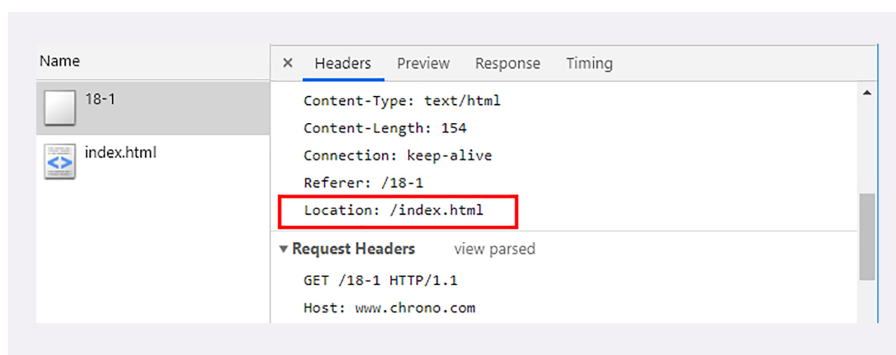 Name
18-1
index.html
× Headers Preview Response Timing
Content-Type: text/html
Content-Length: 154
Connection: keep-alive
Referer: /18-1
Location: /index.html
▼ Request Headers view parsed
GET /18-1 HTTP/1.1
Host: www.chrono.com